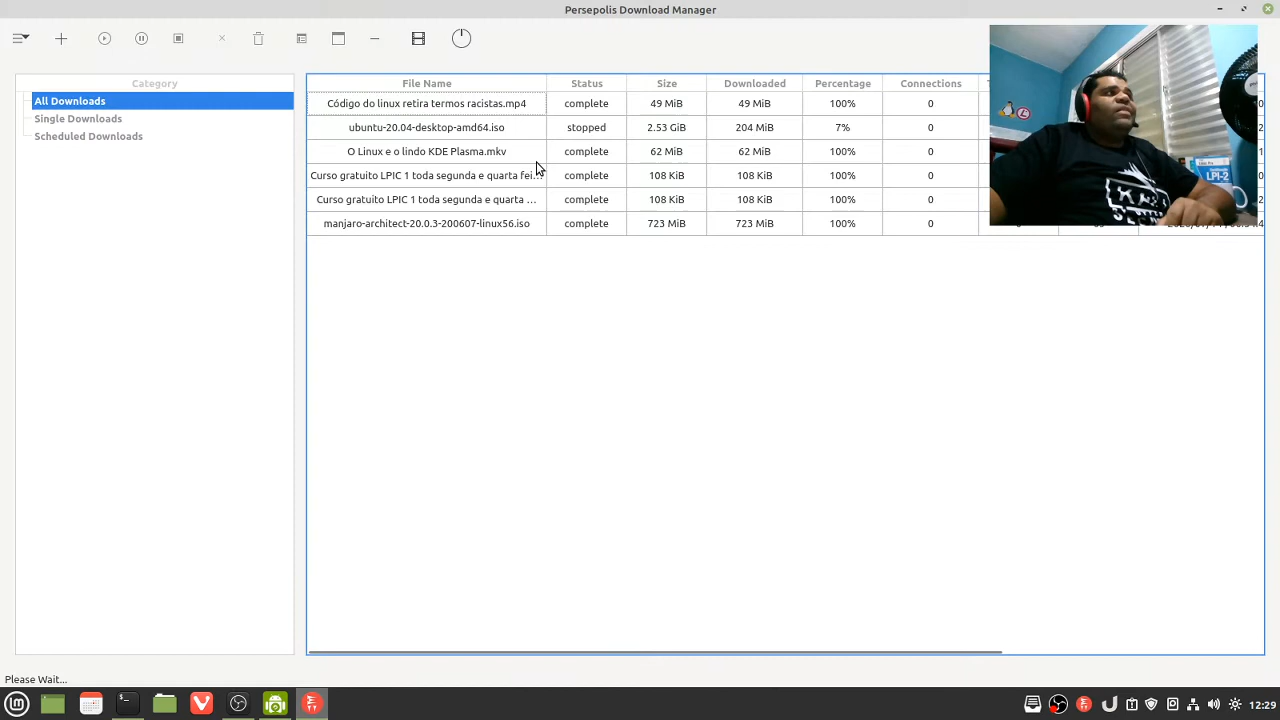 Persepolis Download Manager
Category
All Downloads
Single Downloads
Scheduled Downloads
File Name Status Size Downloaded Percentage Connections
Código do linux retira termos racistas.mp4 complete 49 MiB 49 MiB 100% 0
ubuntu-20.04-desktop-amd64.iso stopped 2.53 GiB 204 MiB 7% 0
O Linux e o lindo KDE Plasma.mkv complete 62 MiB 62 MiB 100% 0
Curso gratuito LPIC 1 toda segunda e quarta fei... complete 108 KiB 108 KiB 100% 0
Curso gratuito LPIC 1 toda segunda e quarta ... complete 108 KiB 108 KiB 100% 0
manjaro-architect-20.0.3-200607-linux56.iso complete 723 MiB 723 MiB 100% 0
LPI-2
Please Wait...
12:29